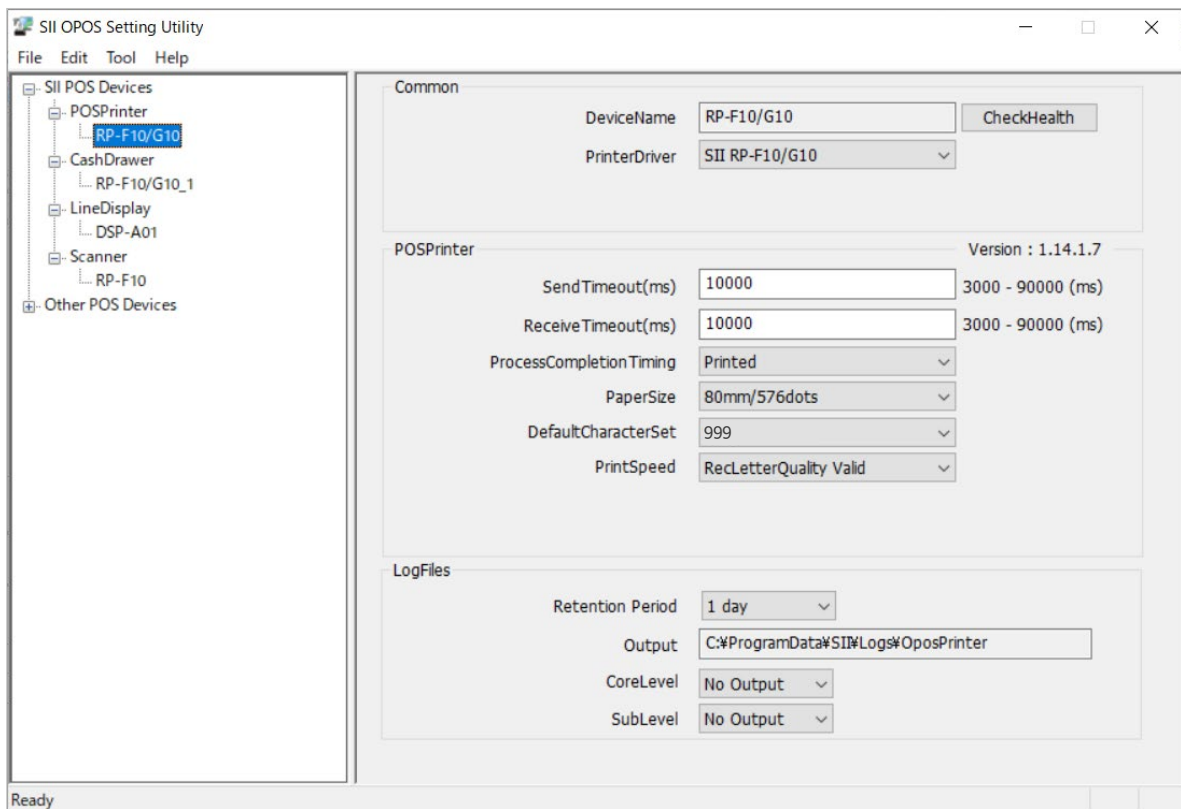 SII OPOS Setting Utility
File Edit Tool Help
SII POS Devices
POSPrinter
RP-F10/G10
CashDrawer
RP-F10/G10_1
LineDisplay
DSP-A01
Scanner
RP-F10
Other POS Devices
Common
DeviceName RP-F10/G10 CheckHealth
PrinterDriver SII RP-F10/G10
POSPrinter Version : 1.14.1.7
SendTimeout(ms) 10000 3000 - 90000 (ms)
ReceiveTimeout(ms) 10000 3000 - 90000 (ms)
ProcessCompletionTiming Printed
PaperSize 80mm/576dots
DefaultCharacterSet 999
PrintSpeed RecLetterQuality Valid
LogFiles
Retention Period 1 day
Output C:¥ProgramData¥SII¥Logs¥OposPrinter
CoreLevel No Output
SubLevel No Output
Ready